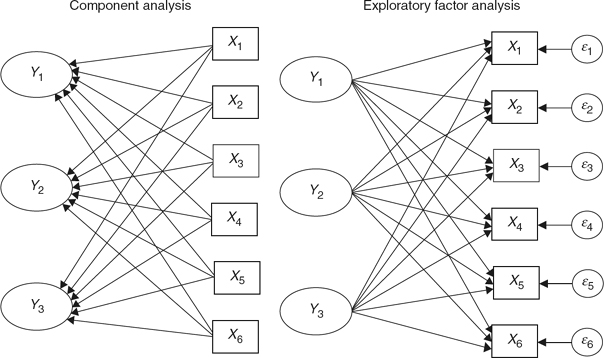 Component analysis
Y1
Y2
Y3
X1
X2
X3
X4
X5
X6
Exploratory factor analysis
Y1
Y2
Y3
X1
X2
X3
X4
X5
X6
ε1
ε2
ε3
ε4
ε5
ε6